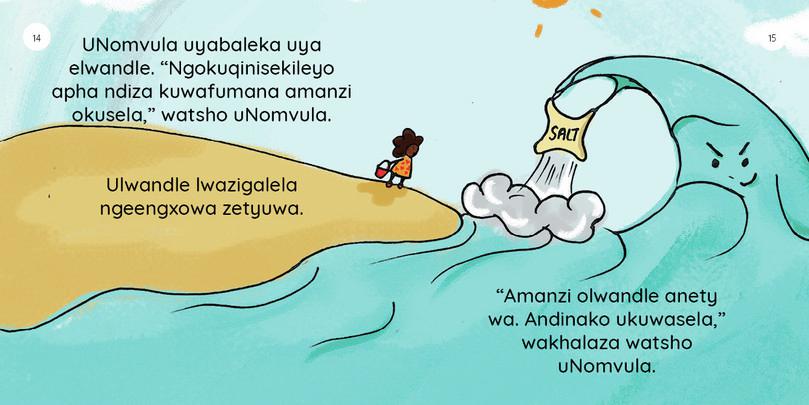 14
UNomvula uyabaleka uya
elwandle. “Ngokuqinisekileyo
apha ndiza kuwafumana amanzi
okusela,” watsho uNomvula.
Ulwandle lwazigalela
ngeengxowa zetyuwa.
15
SALT
“Amanzi olwandle anety
wa. Andinako ukuwasela,”
wakhalaza watsho
uNomvula.